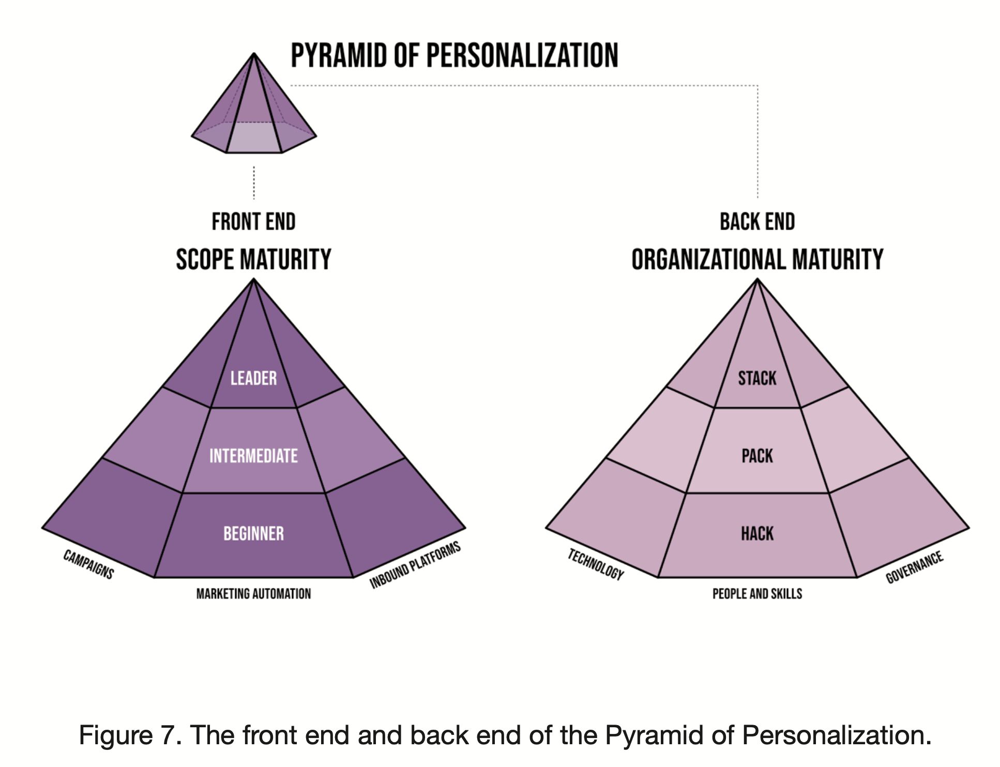 PYRAMID OF PERSONALIZATION
FRONT END
SCOPE MATURITY
LEADER
INTERMEDIATE
BEGINNER
CAMPAIGNS
MARKETING AUTOMATION
INBOUND PLATFORMS
BACK END
ORGANIZATIONAL MATURITY
STACK
PACK
HACK
TECHNOLOGY
PEOPLE AND SKILLS
GOVERNANCE
Figure 7. The front end and back end of the Pyramid of Personalization.